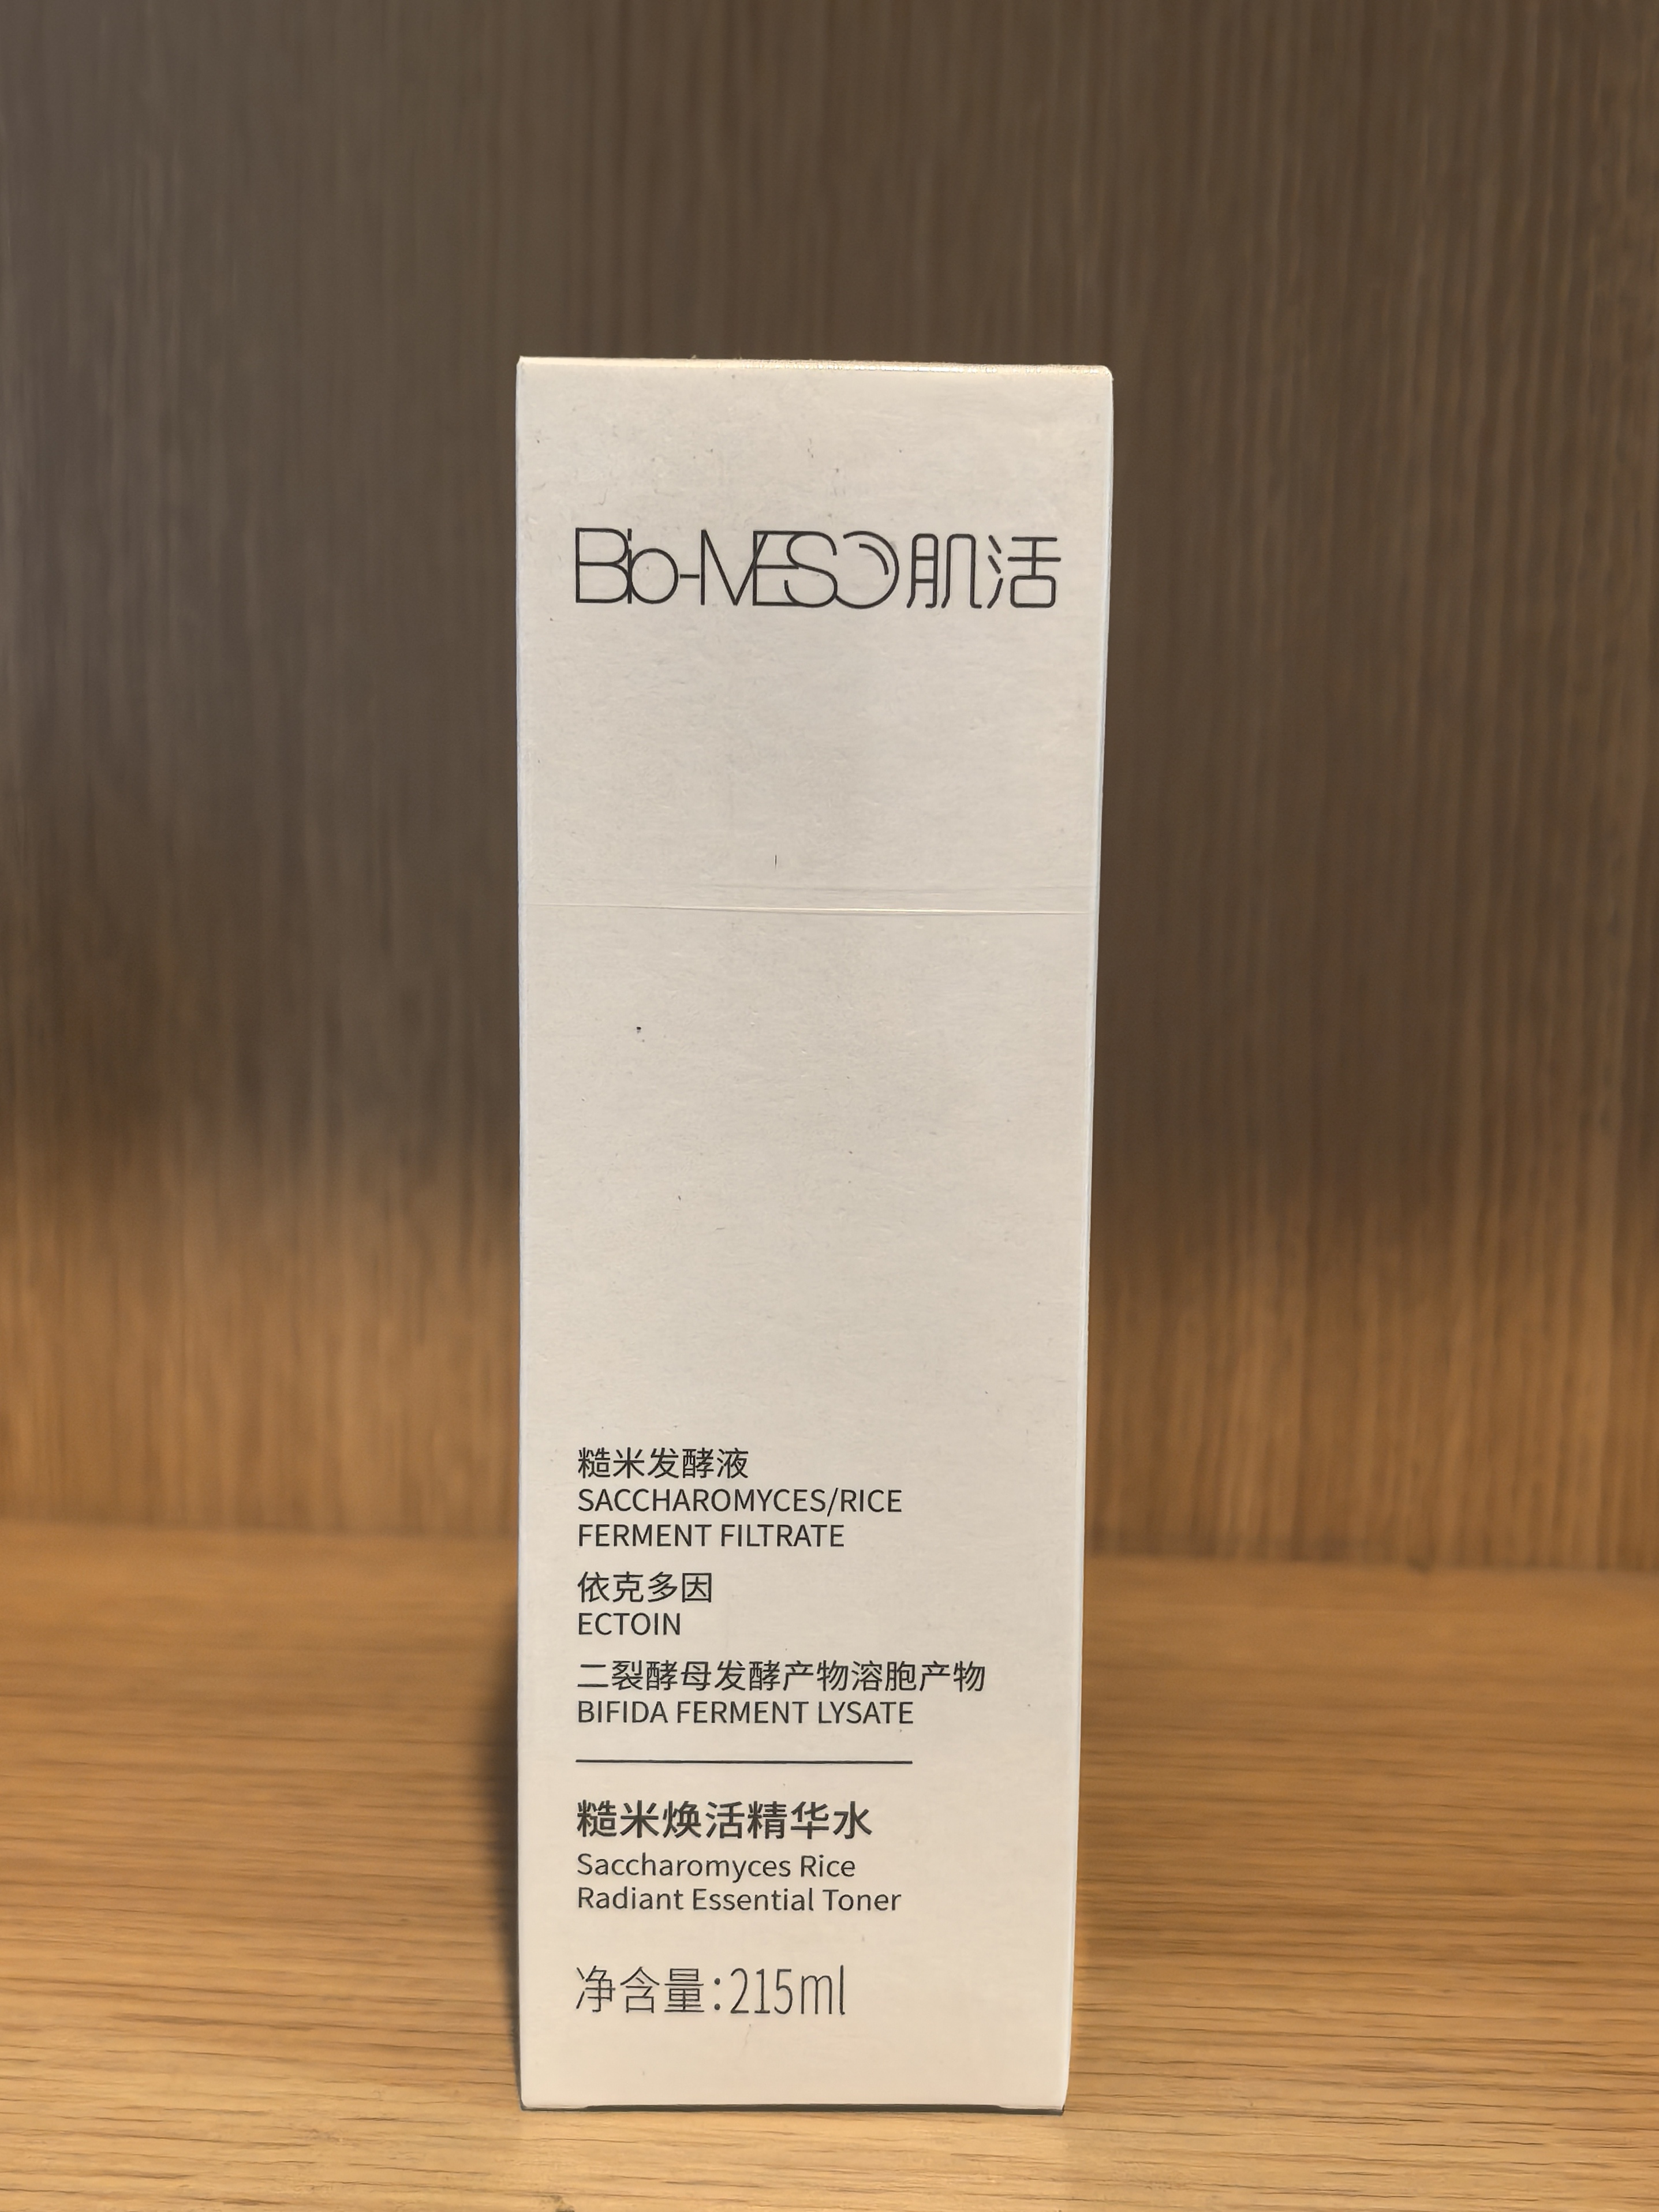 Bio-MESO肌活
糙米发酵液
SACCHAROMYCES/RICE
FERMENT FILTRATE
依克多因
ECTOIN
二裂酵母发酵产物溶胞产物
BIFIDA FERMENT LYSATE
糙米焕活精华水
Saccharomyces Rice
Radiant Essential Toner
净含量:215ml